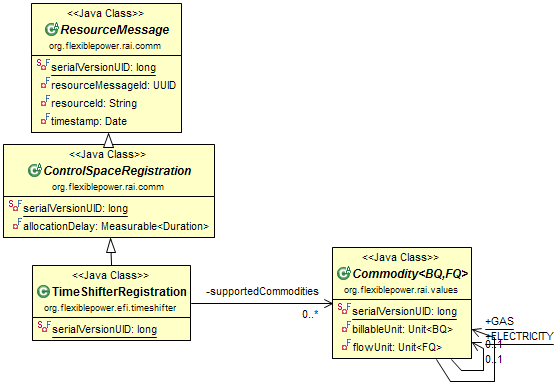 <<Java Class>>
ResourceMessage
org.flexiblepower.rai.comm
serialVersionUID: long
resourceMessageId: UUID
resourceId: String
timestamp: Date
<<Java Class>>
ControlSpaceRegistration
org.flexiblepower.rai.comm
serialVersionUID: long
allocationDelay: Measurable<Duration>
<<Java Class>>
TimeShifterRegistration
org.flexiblepower.efi.timeshifter
serialVersionUID: long
-supportedCommodities
0..*
<<Java Class>>
Commodity<BQ,FQ>
org.flexiblepower.rai.values
serialVersionUID: long
billableUnit: Unit<BQ>
flowUnit: Unit<FQ>
+GAS
+ELECTRICITY
0..1
0..1